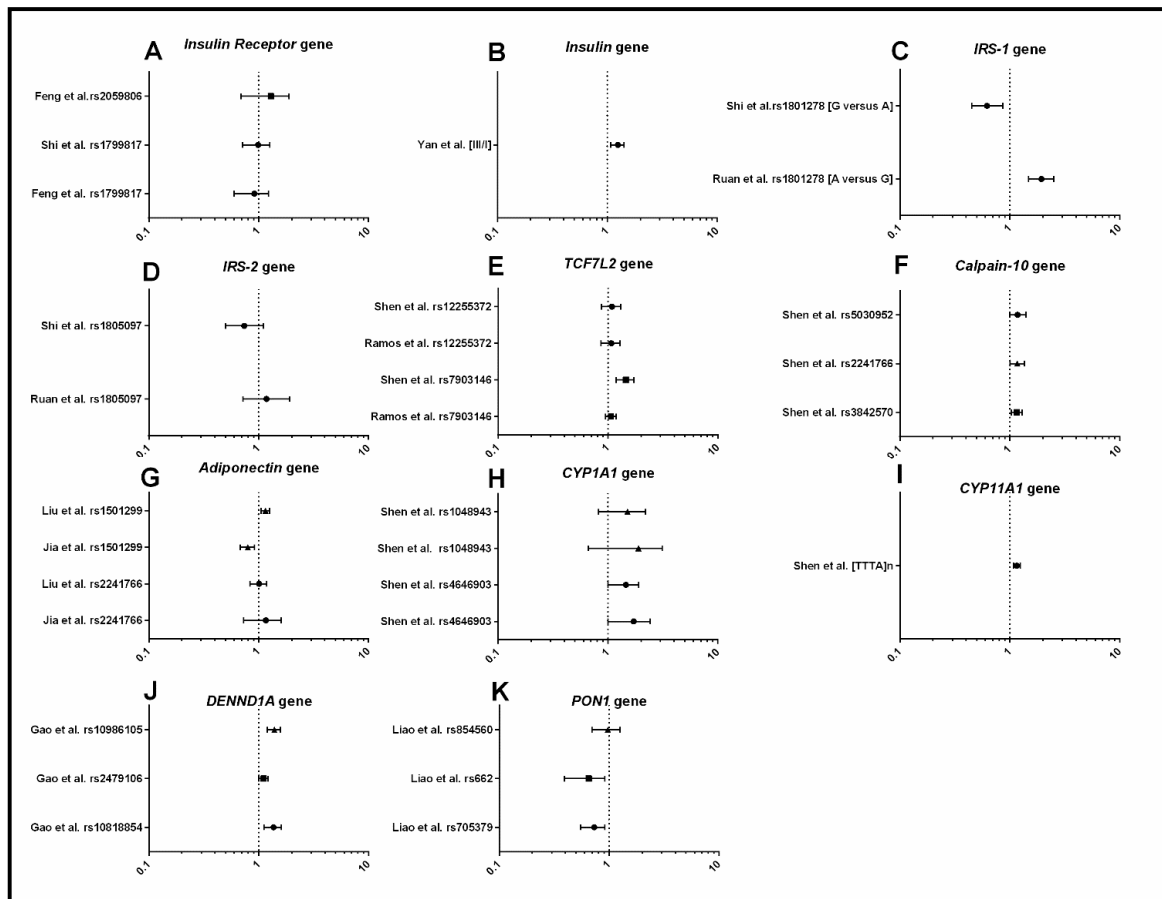 A
Insulin Receptor gene
Feng et al.rs2059806
Shi et al. rs1799817
Feng et al. rs1799817
0.1
1
10
B
Insulin gene
Yan et al. [III/I]
0.1
1
10
C
IRS-1 gene
Shi et al.rs1801278 [G versus A]
Ruan et al. rs1801278 [A versus G]
0.1
1
10
D
IRS-2 gene
Shi et al. rs1805097
Ruan et al. rs1805097
0.1
1
10
E
TCF7L2 gene
Shen et al. rs12255372
Ramos et al. rs12255372
Shen et al. rs7903146
Ramos et al. rs7903146
0.1
1
10
F
Calpain-10 gene
Shen et al. rs5030952
Shen et al. rs2241766
Shen et al. rs3842570
0.1
1
10
G
Adiponectin gene
Liu et al. rs1501299
Jia et al. rs1501299
Liu et al. rs2241766
Jia et al. rs2241766
0.1
1
10
H
CYP1A1 gene
Shen et al. rs1048943
Shen et al. rs1048943
Shen et al. rs4646903
Shen et al. rs4646903
0.1
1
10
I
CYP11A1 gene
Shen et al. [TTTA]n
0.1
1
10
J
DENND1A gene
Gao et al. rs10986105
Gao et al. rs2479106
Gao et al. rs10818854
0.1
1
10
K
PON1 gene
Liao et al. rs854560
Liao et al. rs662
Liao et al. rs705379
0.1
1
10